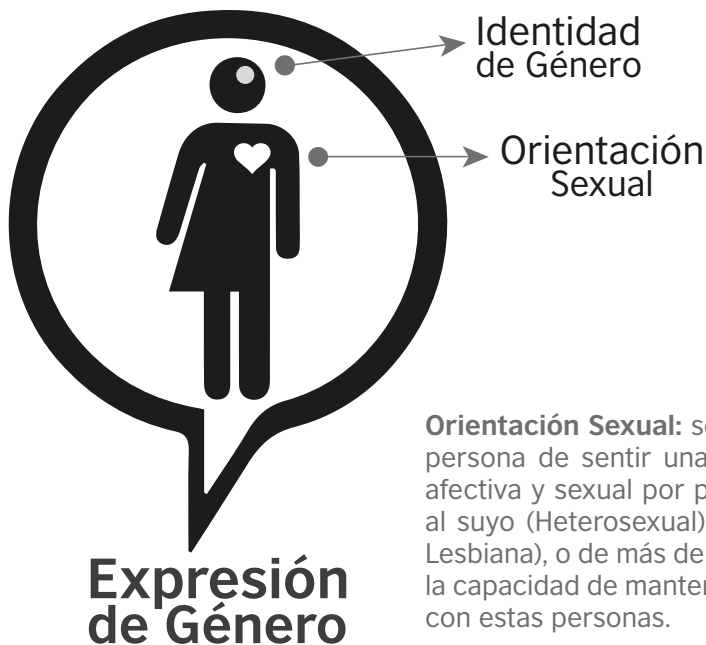 Identidad
de Género
Orientación
Sexual
Orientación Sexual:
persona de sentir una
afectiva y sexual por
al suyo (Heterosexual)
Lesbiana), o de más de
la capacidad de
con estas personas.
Expresión
de Género